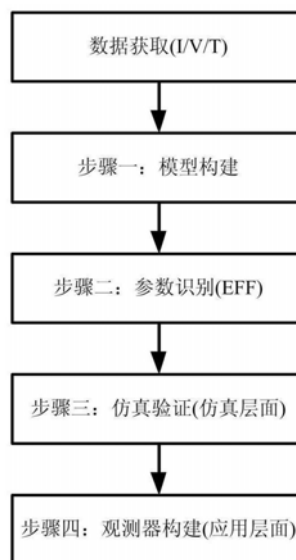 数据获取(I/V/T)
步骤一：模型构建
步骤二：参数识别(EFF)
步骤三：仿真验证(仿真层面)
步骤四：观测器构建(应用层面)